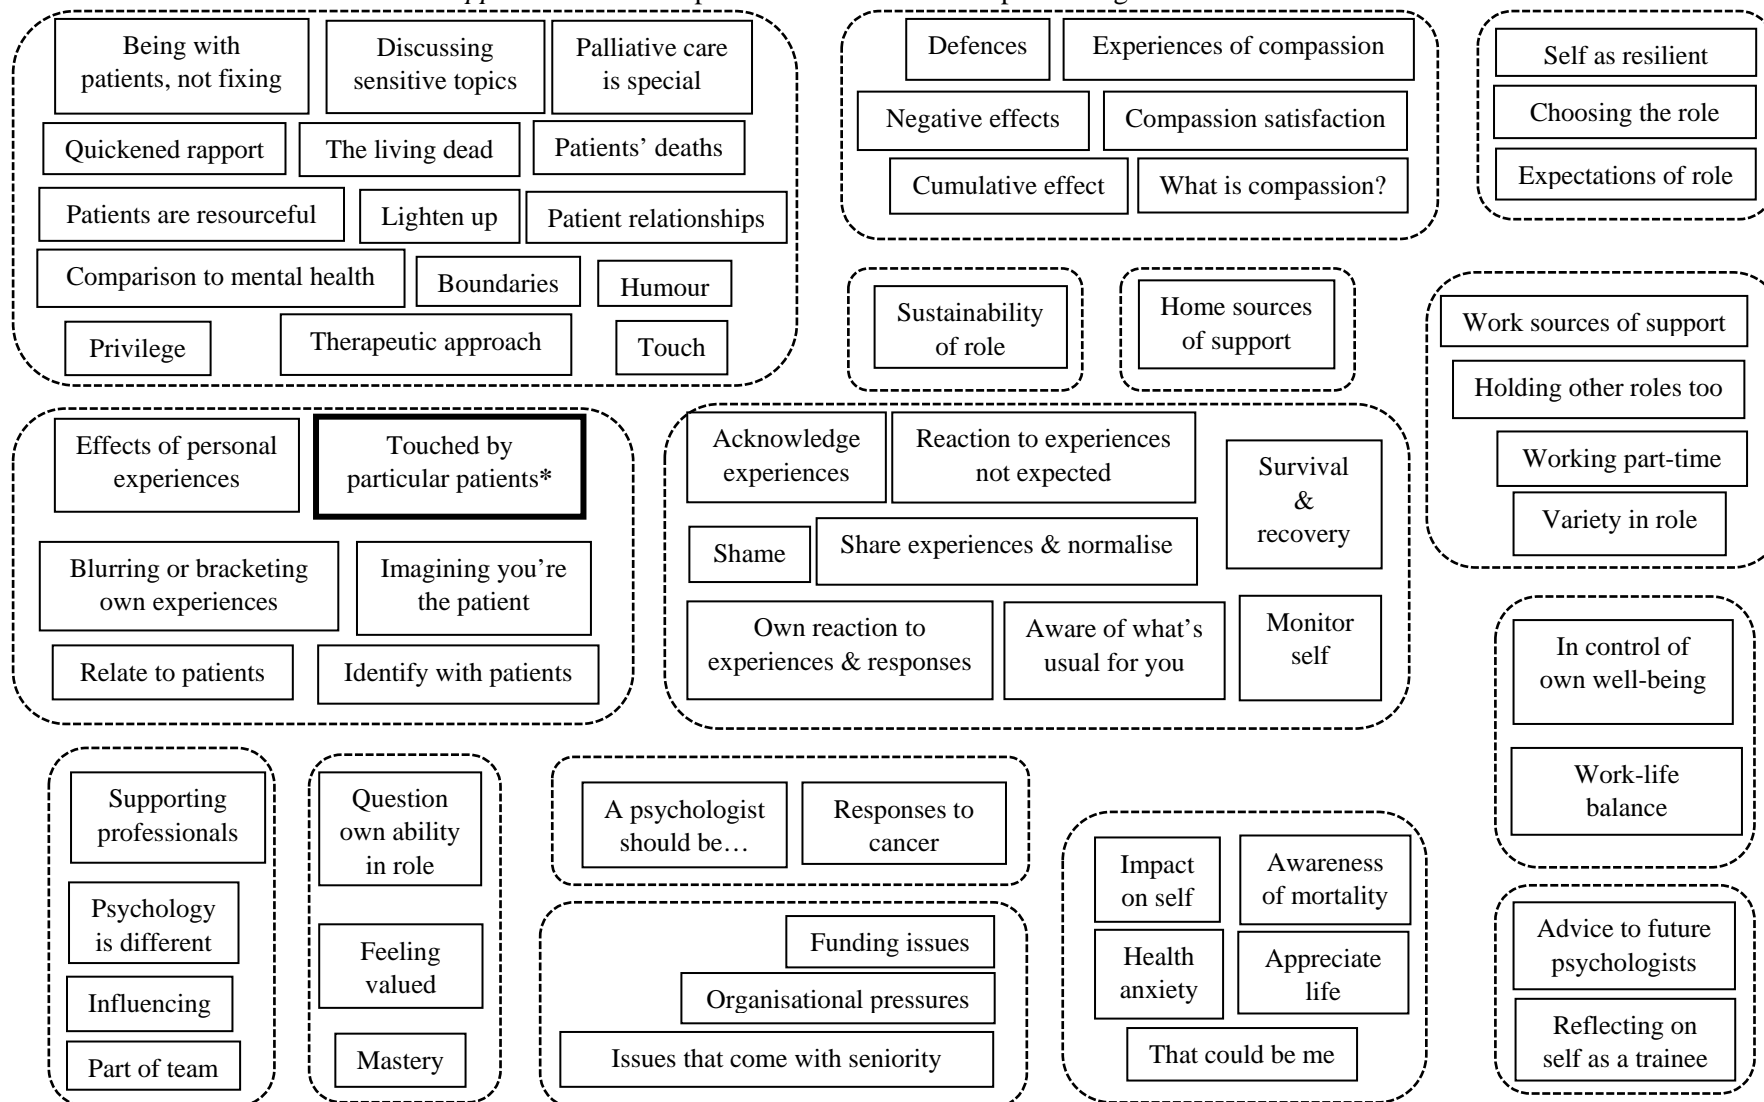 Being with
patients, not fixing
Discussing
sensitive topics
Palliative care
is special
Quickened rapport
The living dead
Patients’ deaths
Patients are resourceful
Lighten up
Patient relationships
Comparison to mental health
Boundaries
Humour
Privilege
Therapeutic approach
Touch
Defences
Experiences of compassion
Negative effects
Compassion satisfaction
Cumulative effect
What is compassion?
Self as resilient
Choosing the role
Expectations of role
Sustainability
of role
Home sources
of support
Work sources of support
Holding other roles too
Working part-time
Variety in role
Effects of personal
experiences
Touched by
particular patients*
Blurring or bracketing
own experiences
Imagining you’re
the patient
Relate to patients
Identify with patients
Acknowledge
experiences
Reaction to experiences
not expected
Survival
&
recovery
Shame
Share experiences & normalise
Own reaction to
experiences & responses
Aware of what’s
usual for you
Monitor
self
In control of
own well-being
Work-life
balance
Supporting
professionals
Psychology
is different
Influencing
Part of team
Question
own ability
in role
Feeling
valued
Mastery
A psychologist
should be…
Responses to
cancer
Funding issues
Organisational pressures
Issues that come with seniority
Impact
on self
Awareness
of mortality
Health
anxiety
Appreciate
life
That could be me
Advice to future
psychologists
Reflecting on
self as a trainee